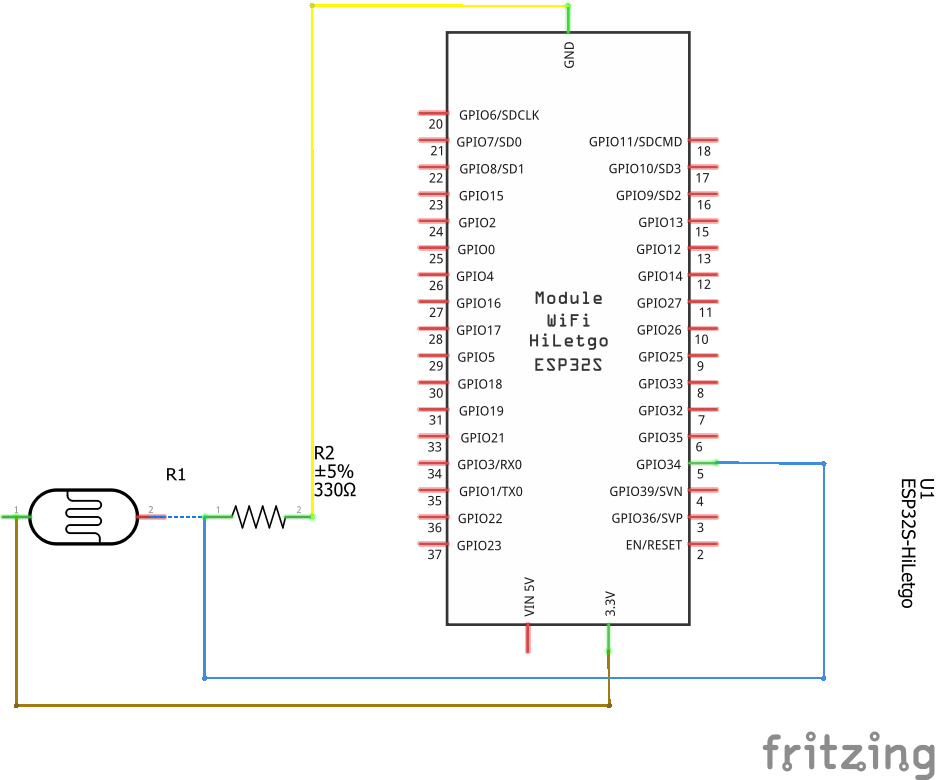 GND
GPIO6/SDCLK
20
GPIO7/SD0
21
GPIO8/SD1
22
GPIO15
23
GPIO2
24
GPIO0
25
GPIO4
26
GPIO16
27
GPIO17
28
GPIO5
29
GPIO18
30
GPIO19
31
GPIO21
33
GPIO3/RX0
34
GPIO1/TX0
35
GPIO22
36
GPIO23
37
GPIO11/SDCMD
18
GPIO10/SD3
17
GPIO9/SD2
16
GPIO13
15
GPIO12
13
GPIO14
12
GPIO27
11
GPIO26
10
GPIO25
9
GPIO33
8
GPIO32
7
GPIO35
6
GPIO34
5
GPIO39/SVN
4
GPIO36/SVP
3
EN/RESET
2
Module
WiFi
HiLetgo
ESP32S
VIN 5V
3.3V
R1
1
2
R2
±5%
330Ω
1
2
U1
ESP32S-HiLetgo
fritzing